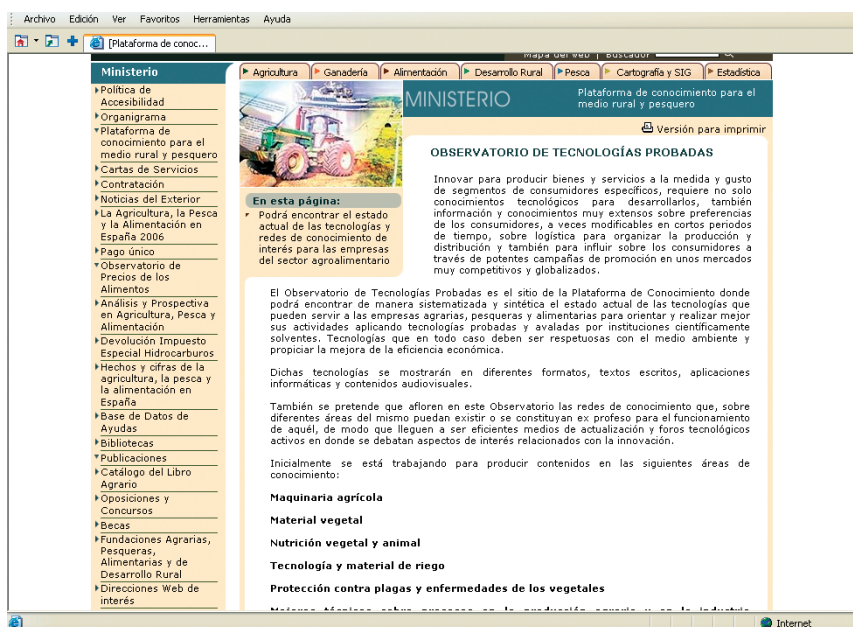 Archivo Edición Ver Favoritos Herramientas Ayuda
[Plataforma de conoc...
Mapa del web | Buscador
Agricultura Ganadería Alimentación Desarrollo Rural Pesca Cartografía y SIG Estadística
Ministerio
Política de
Accesibilidad
Organigrama
Plataforma de
conocimiento para el
medio rural y pesquero
Cartas de Servicios
Contratación
Noticias del Exterior
La Agricultura, la Pesca
y la Alimentación en
España 2006
Pago único
Observatorio de
Precios de los
Alimentos
Análisis y Prospectiva
en Agricultura, Pesca y
Alimentación
Devolución Impuesto
Especial Hidrocarburos
Hechos y cifras de la
agricultura, la pesca y
la alimentación en
España
Base de Datos de
Ayudas
Bibliotecas
Publicaciones
Catálogo del Libro
Agrario
Oposiciones y
Concursos
Becas
Fundaciones Agrarias,
Pesqueras,
Alimentarias y de
Desarrollo Rural
Direcciones Web de
interés
MINISTERIO
Plataforma de conocimiento para el
medio rural y pesquero
Versión para imprimir
En esta página:
Podrá encontrar el estado
actual de las tecnologías y
redes de conocimiento de
interés para las empresas
del sector agroalimentario
OBSERVATORIO DE TECNOLOGÍAS PROBADAS
Innovar para producir bienes y servicios a la medida y gusto
de segmentos de consumidores específicos, requiere no solo
conocimientos tecnológicos para desarrollarlos, también
información y conocimientos muy extensos sobre preferencias
de los consumidores, a veces modificables en cortos periodos
de tiempo, sobre logística para organizar la producción y
distribución y también para influir sobre los consumidores a
través de potentes campañas de promoción en unos mercados
muy competitivos y globalizados.
El Observatorio de Tecnologías Probadas es el sitio de la Plataforma de Conocimiento donde
podrá encontrar de manera sistematizada y sintética el estado actual de las tecnologías que
pueden servir a las empresas agrarias, pesqueras y alimentarias para orientar y realizar mejor
sus actividades aplicando tecnologías probadas y avaladas por instituciones científicamente
solventes. Tecnologías que en todo caso deben ser respetuosas con el medio ambiente y
propiciar la mejora de la eficiencia económica.
Dichas tecnologías se mostrarán en diferentes formatos, textos escritos, aplicaciones
informáticas y contenidos audiovisuales.
También se pretende que afloren en este Observatorio las redes de conocimiento que, sobre
diferentes áreas del mismo puedan existir o se constituyan ex profeso para el funcionamiento
de aquél, de modo que lleguen a ser eficientes medios de actualización y foros tecnológicos
activos en donde se debatan aspectos de interés relacionados con la innovación.
Inicialmente se está trabajando para producir contenidos en las siguientes áreas de
conocimiento:
Maquinaria agrícola
Material vegetal
Nutrición vegetal y animal
Tecnología y material de riego
Protección contra plagas y enfermedades de los vegetales
Mejores técnicas sobre procesos en la producción agraria y en la industria
Internet